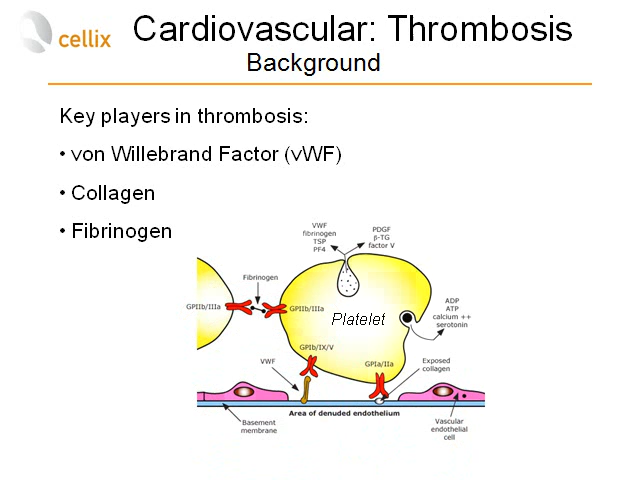 cellix
Cardiovascular: Thrombosis
Background
Key players in thrombosis:
• von Willebrand Factor (vWF)
• Collagen
• Fibrinogen
VWF
fibrinogen
TSP
PF4
PDGF
β-TG
factor V
Fibrinogen
GPIIb/IIIa
GPIIb/IIIa
Platelet
ADP
ATP
calcium ++
serotonin
GPIb/IX/V
VWF
GPIa/IIa
Exposed
collagen
Area of denuded endothelium
Basement
membrane
Vascular
endothelial
cell